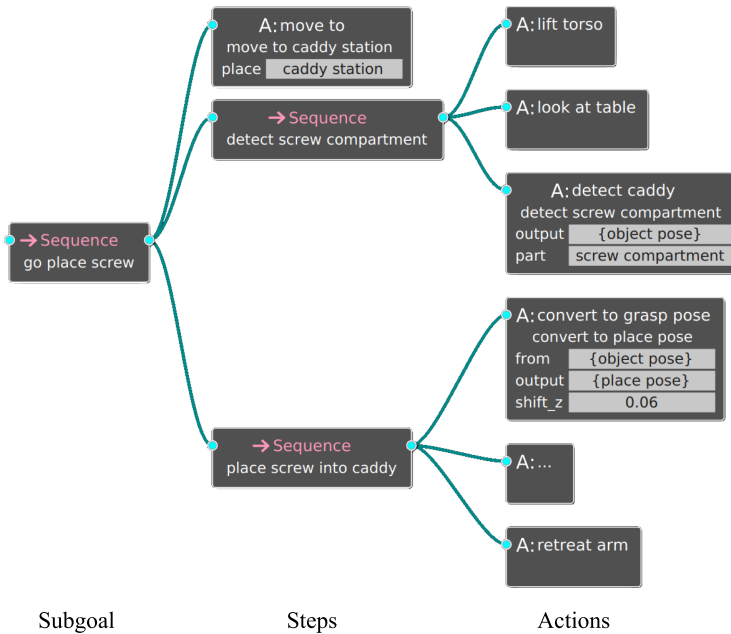 A: move to
move to caddy station
place caddy station
→ Sequence
detect screw compartment
→ Sequence
go place screw
→ Sequence
place screw into caddy
A: lift torso
A: look at table
A: detect caddy
detect screw compartment
output {object pose}
part screw compartment
A: convert to grasp pose
convert to place pose
from {object pose}
output {place pose}
shift_z 0.06
A: ...
A: retreat arm
Subgoal Steps Actions